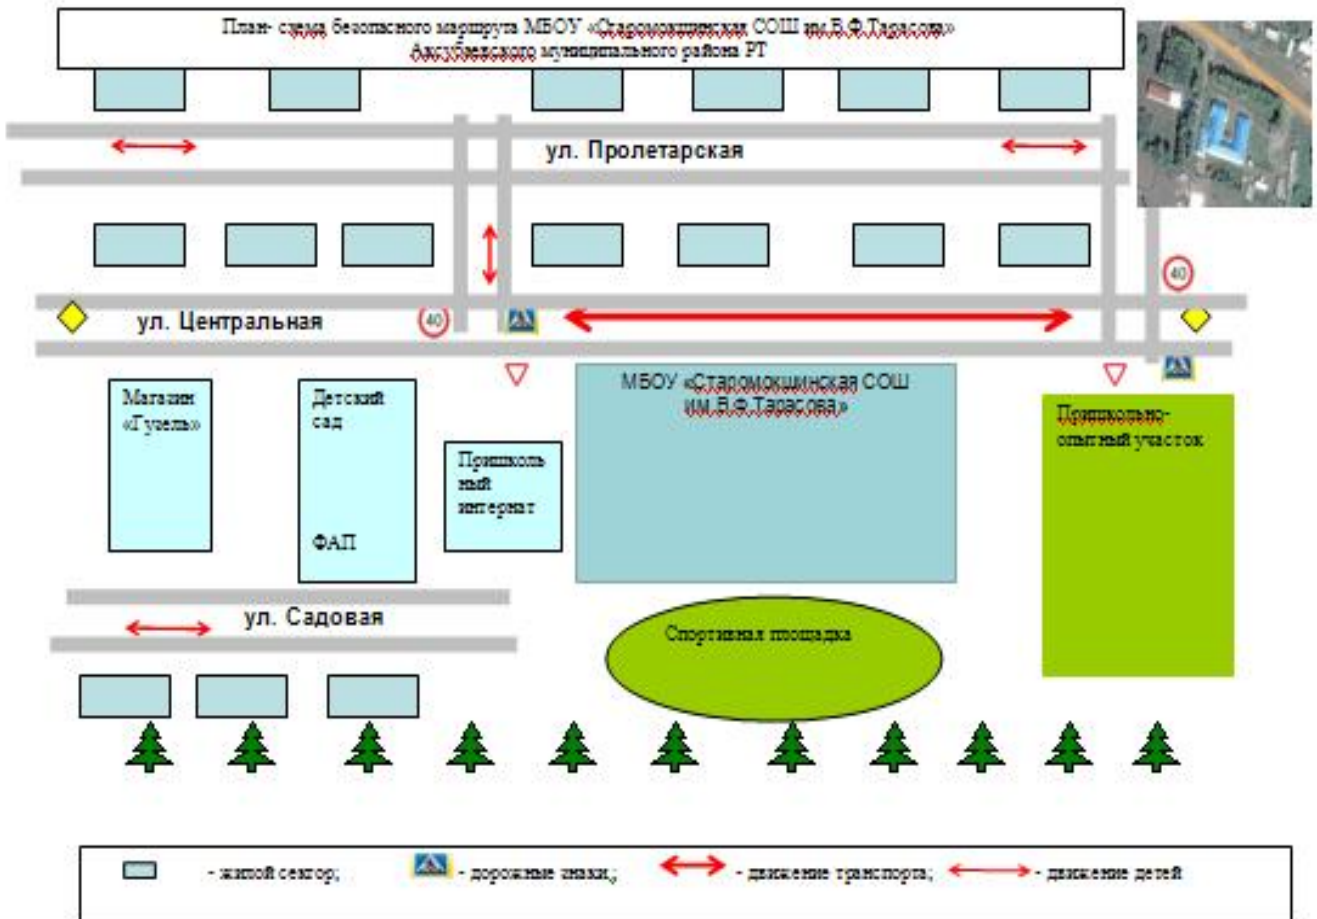 План- схема безопасного маршрута МБОУ «Старомокшинская СОШ им.В.Ф.Тарасова»
Аксубаевского муниципального района РТ
ул. Пролетарская
40
ул. Центральная
40
Магазин
«Гузель»
Детский
сад
ФАП
Пришколь
ный
интернат
МБОУ «Старомокшинская СОШ
им.В.Ф.Тарасова»
Пришкольно-
опытный участок
ул. Садовая
Спортивная площадка
- жилой сектор;
- дорожные знаки,;
- движение транспорта;
- движение детей